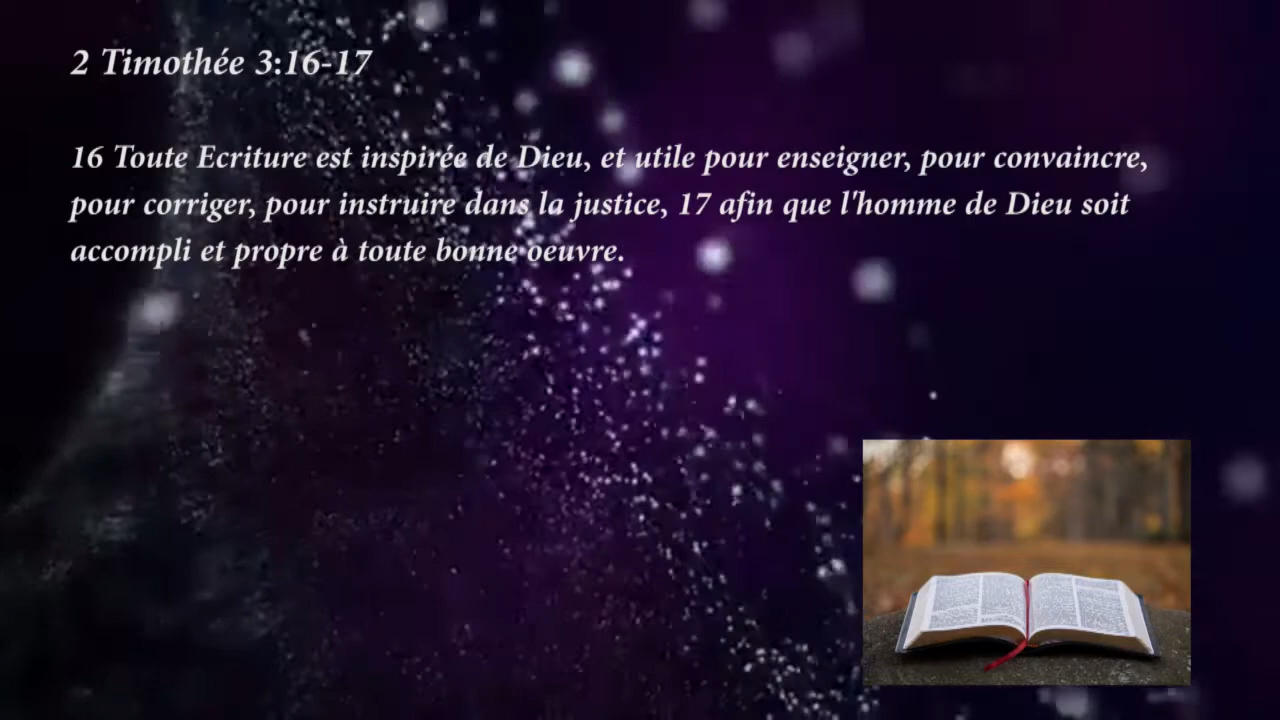 2 Timothée 3:16-17
16 Toute Ecriture est inspirée de Dieu, et utile pour enseigner, pour convaincre,
pour corriger, pour instruire dans la justice, 17 afin que l'homme de Dieu soit
accompli et propre à toute bonne oeuvre.